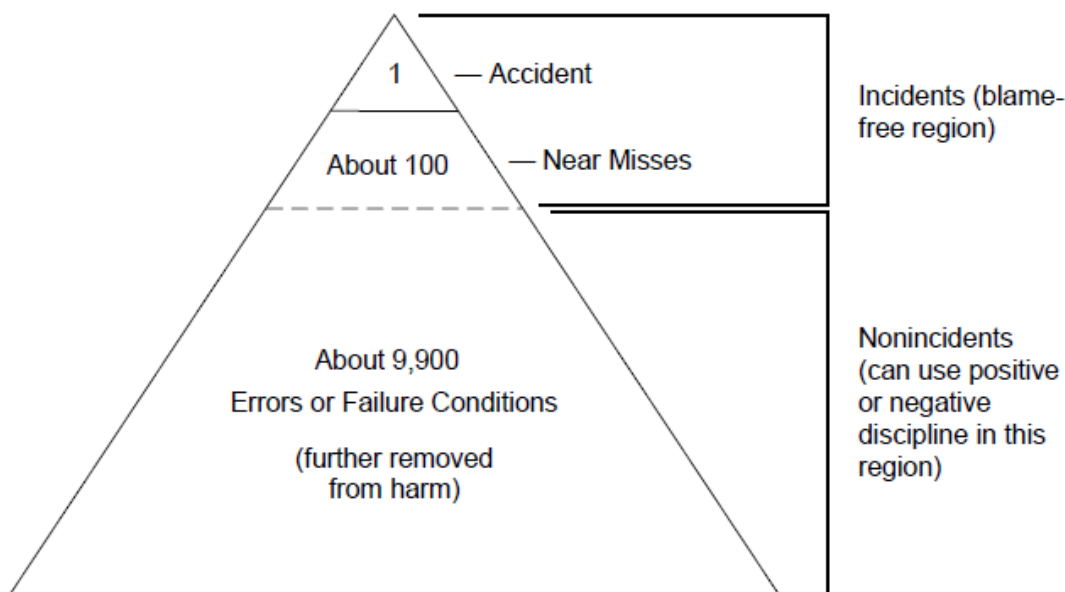 1
— Accident
Incidents (blame-
free region)
About 100
— Near Misses
About 9,900
Errors or Failure Conditions
(further removed
from harm)
Nonincidents
(can use positive
or negative
discipline in this
region)